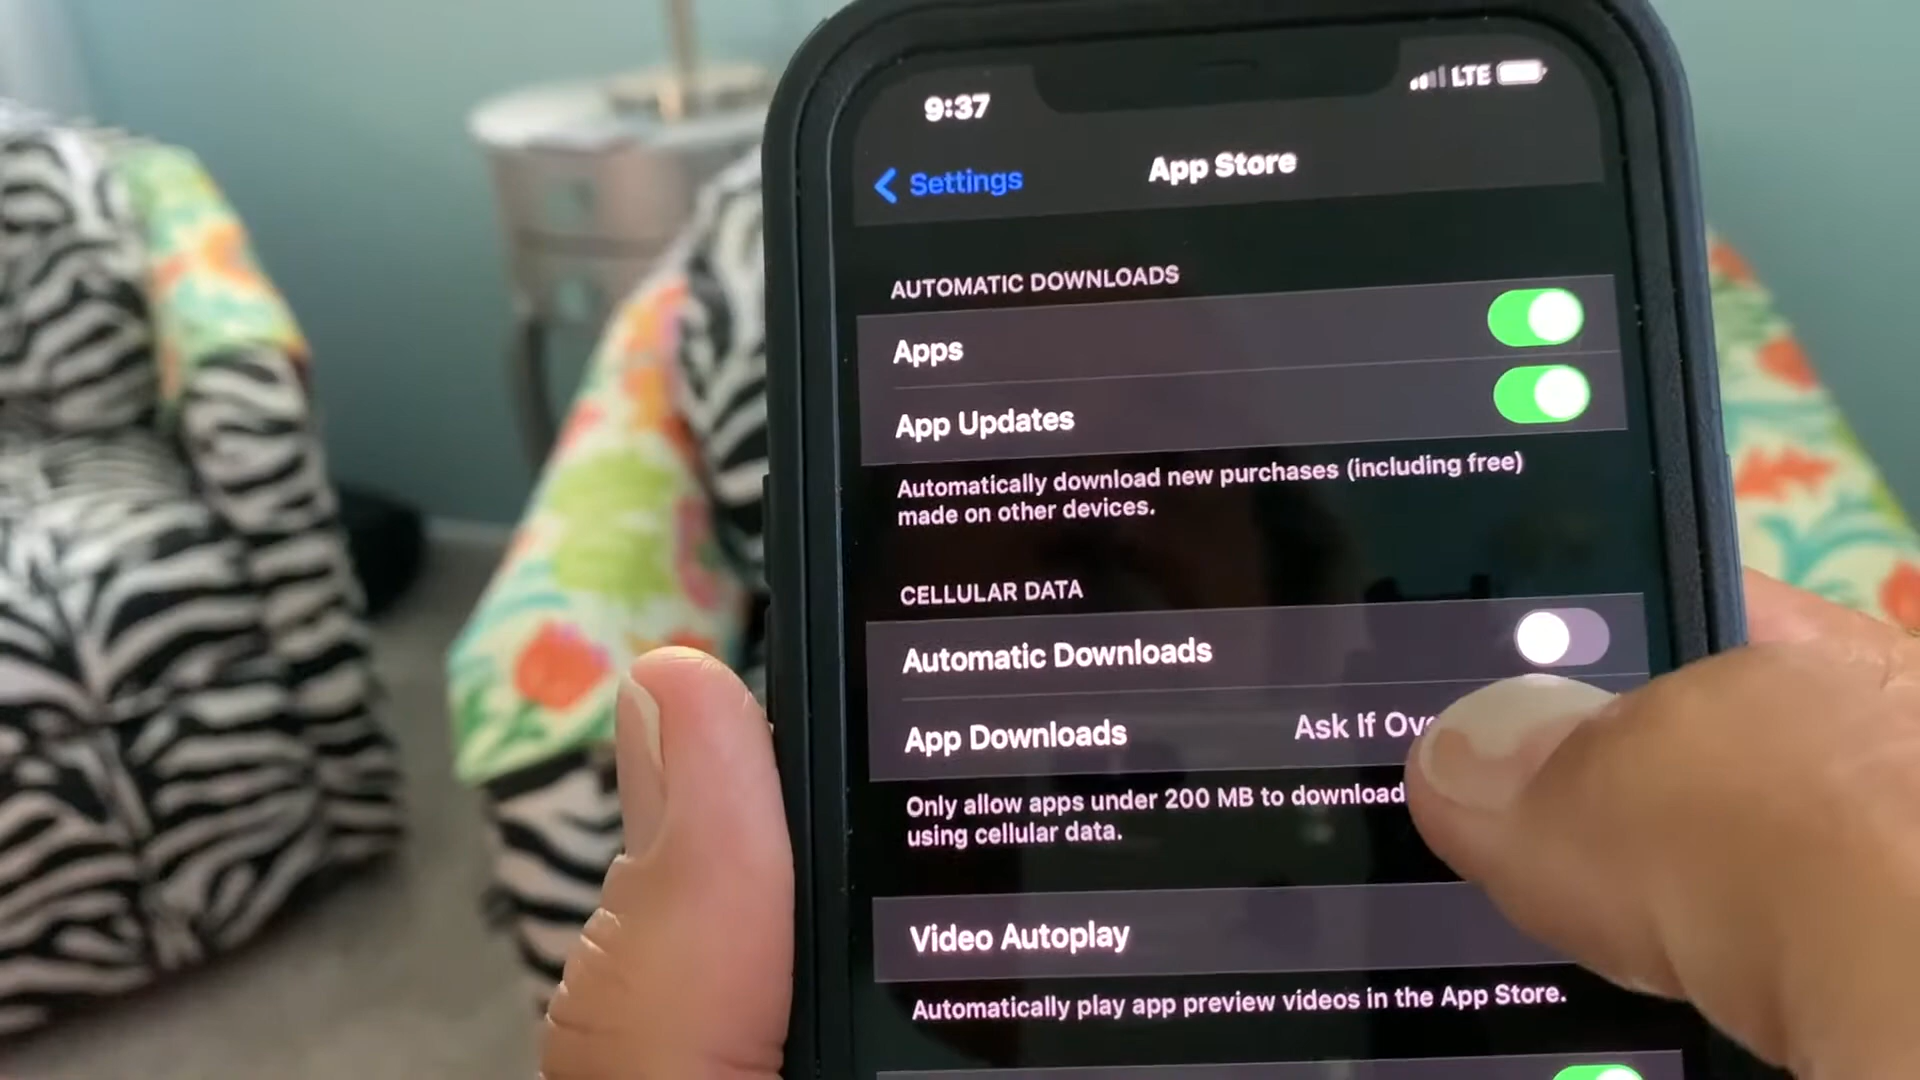 9:37
LTE
Settings
App Store
AUTOMATIC DOWNLOADS
Apps
App Updates
Automatically download new purchases (including free)
made on other devices.
CELLULAR DATA
Automatic Downloads
App Downloads
Ask If
Only allow apps under 200 MB to download
using cellular data.
Video Autoplay
Automatically play app preview videos in the App Store.